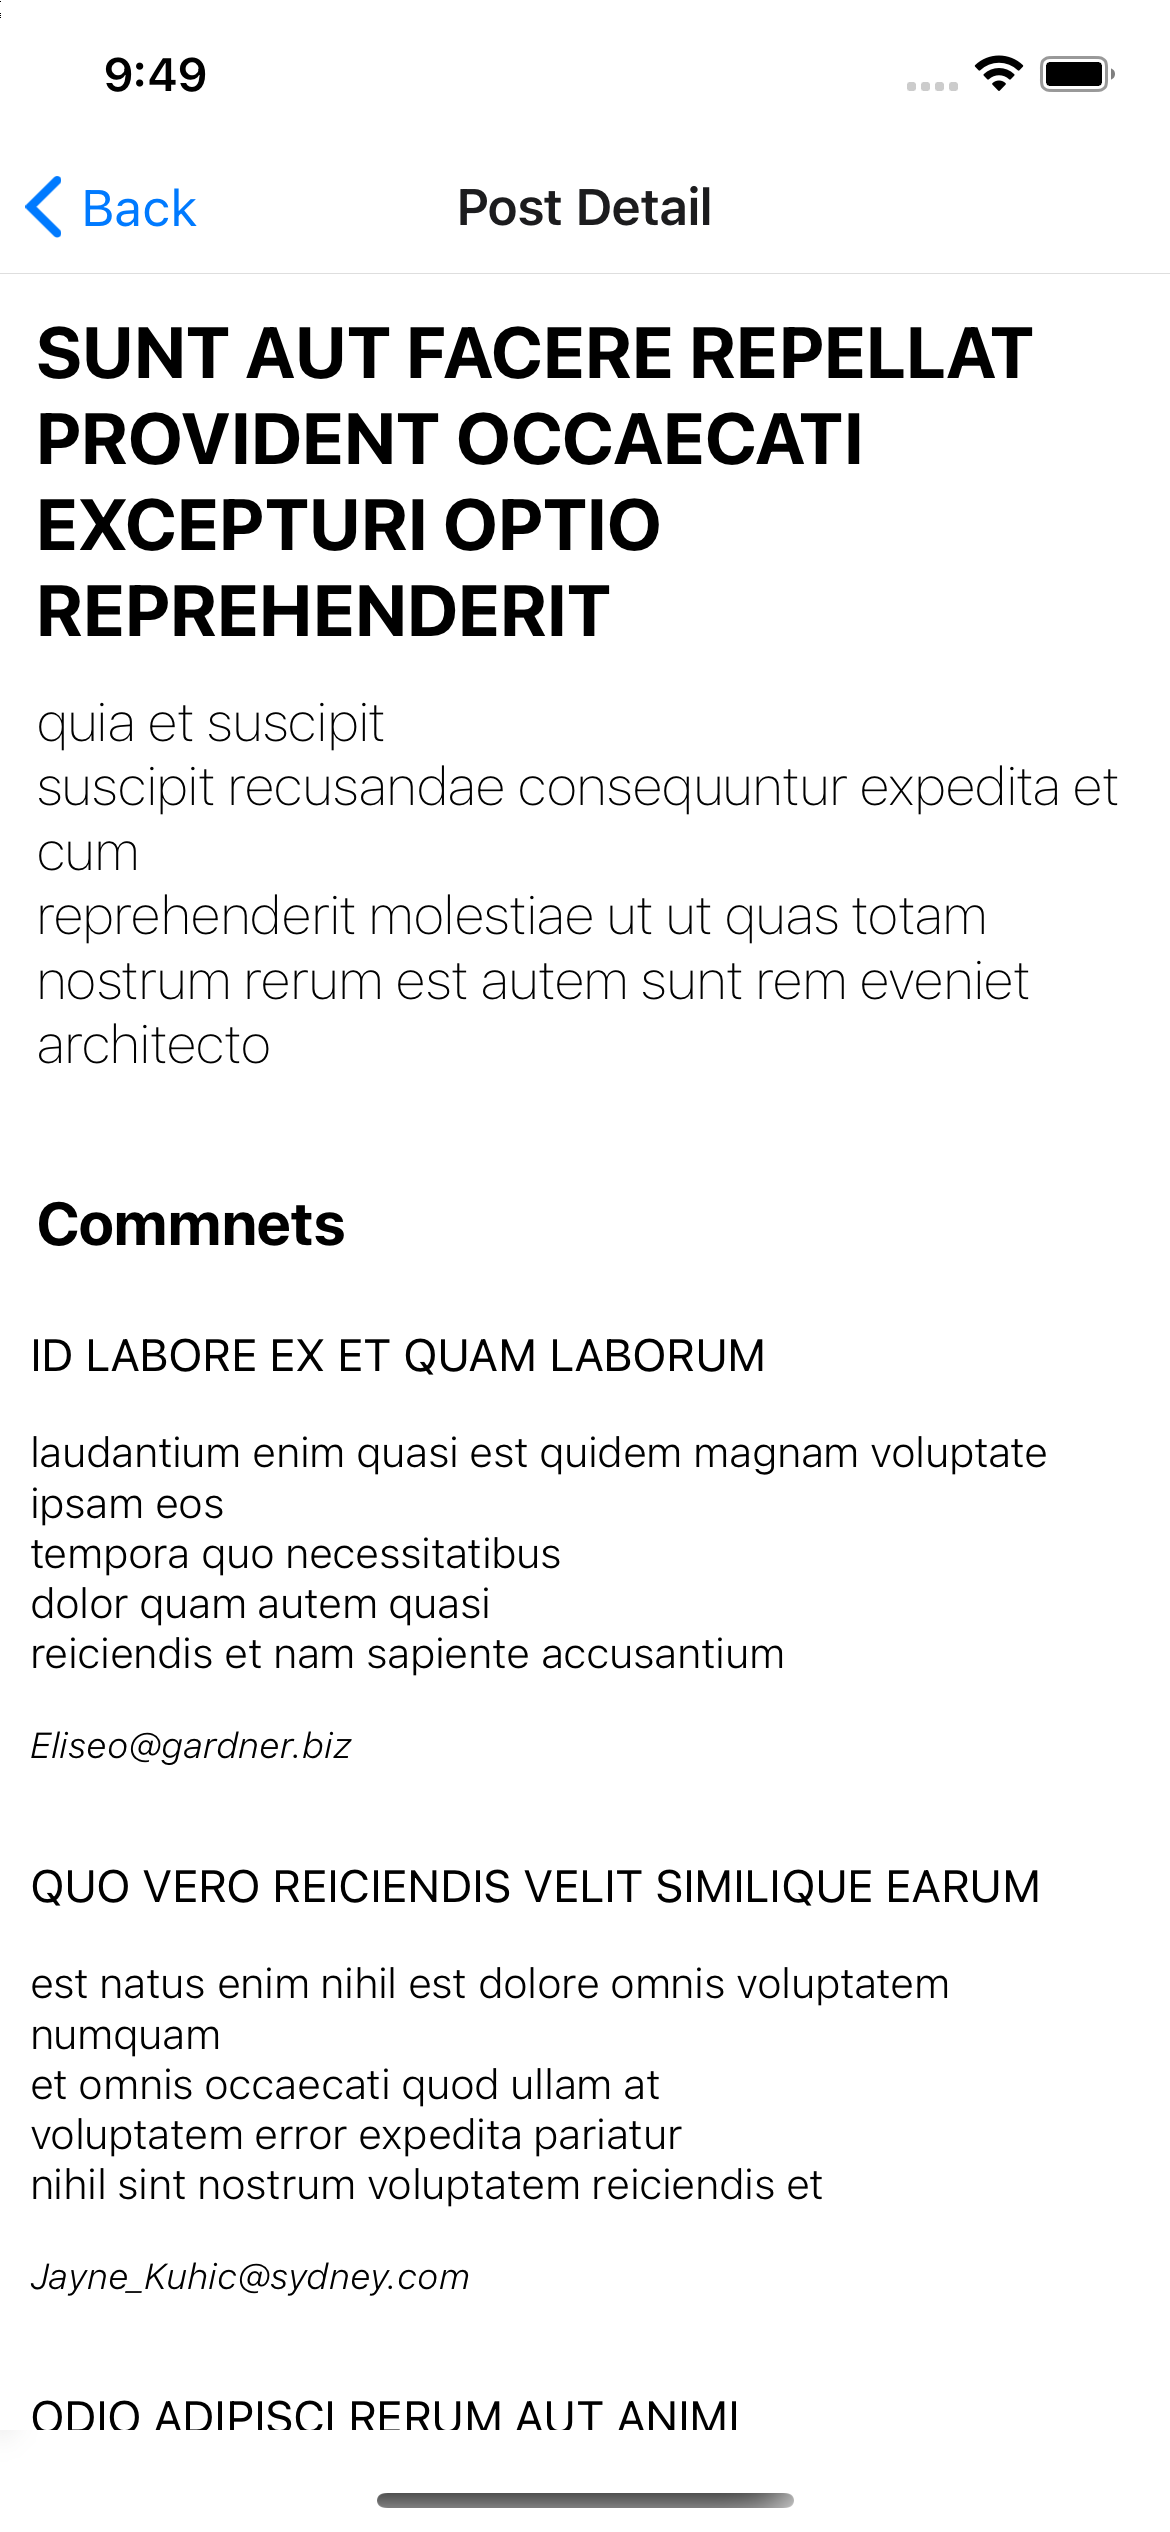 9:49
Back
Post Detail
SUNT AUT FACERE REPELLAT
PROVIDENT OCCAECATI
EXCEPTURI OPTIO
REPREHENDERIT
quia et suscipit
suscipit recusandae consequuntur expedita et
cum
reprehenderit molestiae ut ut quas totam
nostrum rerum est autem sunt rem eveniet
architecto
Commnets
ID LABORE EX ET QUAM LABORUM
laudantium enim quasi est quidem magnam voluptate
ipsam eos
tempora quo necessitatibus
dolor quam autem quasi
reiciendis et nam sapiente accusantium
Eliseo@gardner.biz
QUO VERO REICIENDIS VELIT SIMILIQUE EARUM
est natus enim nihil est dolore omnis voluptatem
numquam
et omnis occaecati quod ullam at
voluptatem error expedita pariatur
nihil sint nostrum voluptatem reiciendis et
Jayne_Kuhic@sydney.com
ODIO ADIPISCI RERUM AUT ANIMI